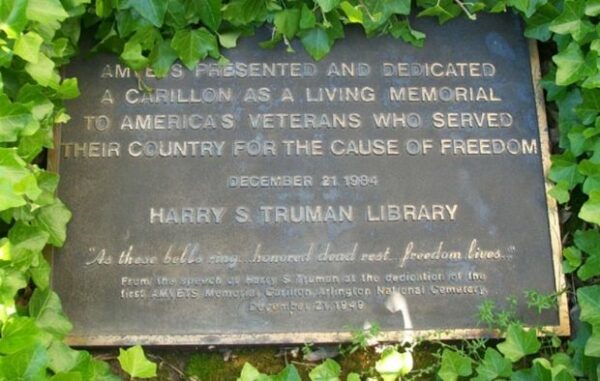 AMVETS PRESENTED AND DEDICATED
A CARILLON AS A LIVING MEMORIAL
TO AMERICA'S VETERANS WHO SERVED
THEIR COUNTRY FOR THE CAUSE OF FREEDOM
DECEMBER 21, 1984
HARRY S. TRUMAN LIBRARY
"As these bells ring...honored dead rest...freedom lives..."
From the speech of Harry S. Truman at the dedication of the
first AMVETS Memorial Carillon, Arlington National Cemetery,
December 21, 1949